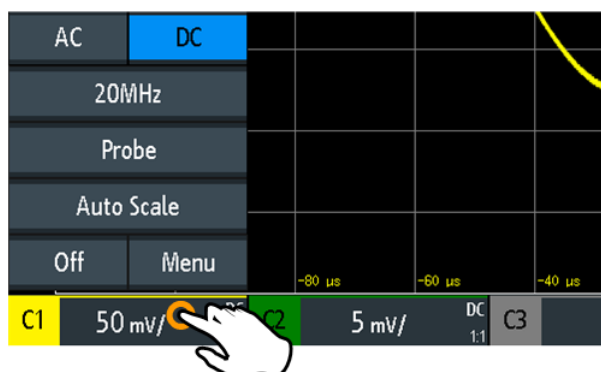 AC DC
20MHz
Probe
Auto Scale
Off Menu
-80 µs -60 µs -40 µs
C1 50 mV/ C2 5 mV/ DC 1:1 C3